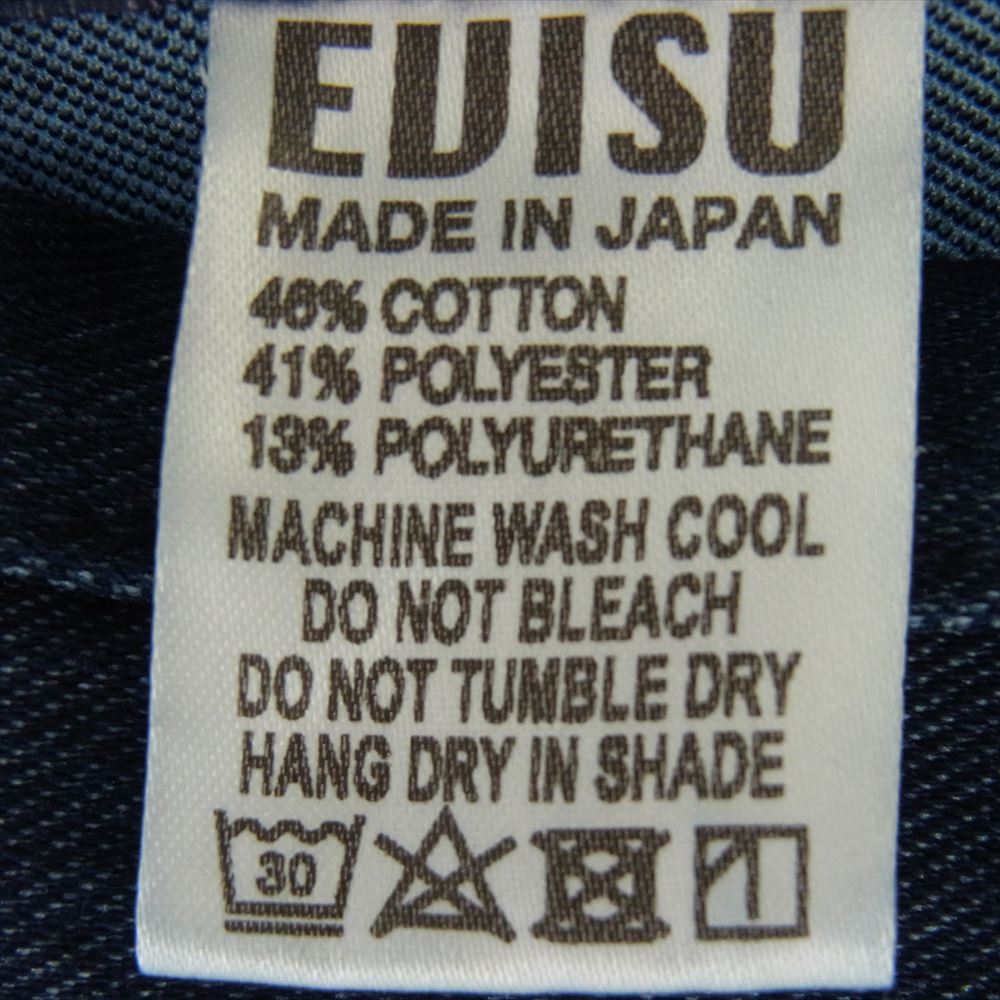 EVISU
MADE IN JAPAN
46% COTTON
41% POLYESTER
13% POLYURETHANE
MACHINE WASH COOL
DO NOT BLEACH
DO NOT TUMBLE DRY
HANG DRY IN SHADE
30